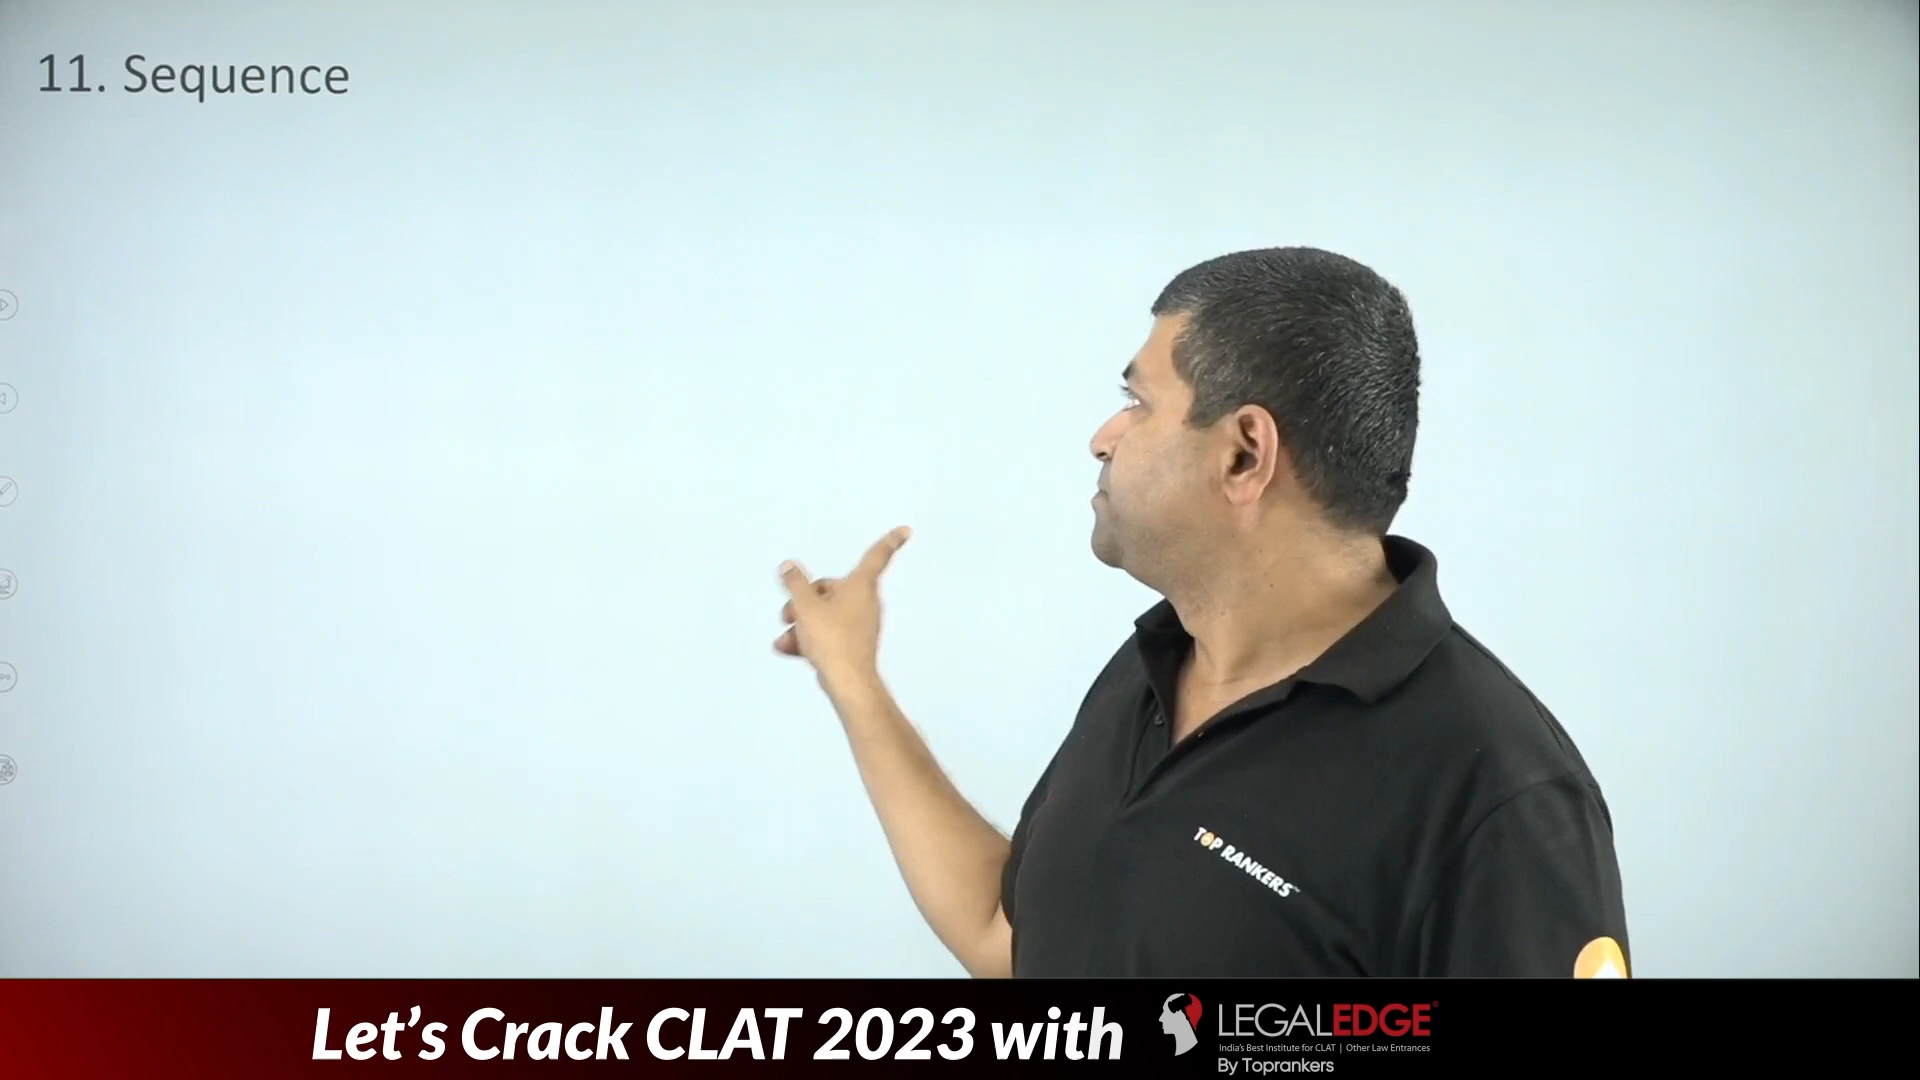 11. Sequence
TOP RANKERS™
Let's Crack CLAT 2023 with
LEGALEDGE®
India's Best Institute for CLAT | Other Law Entrances
By Toprankers